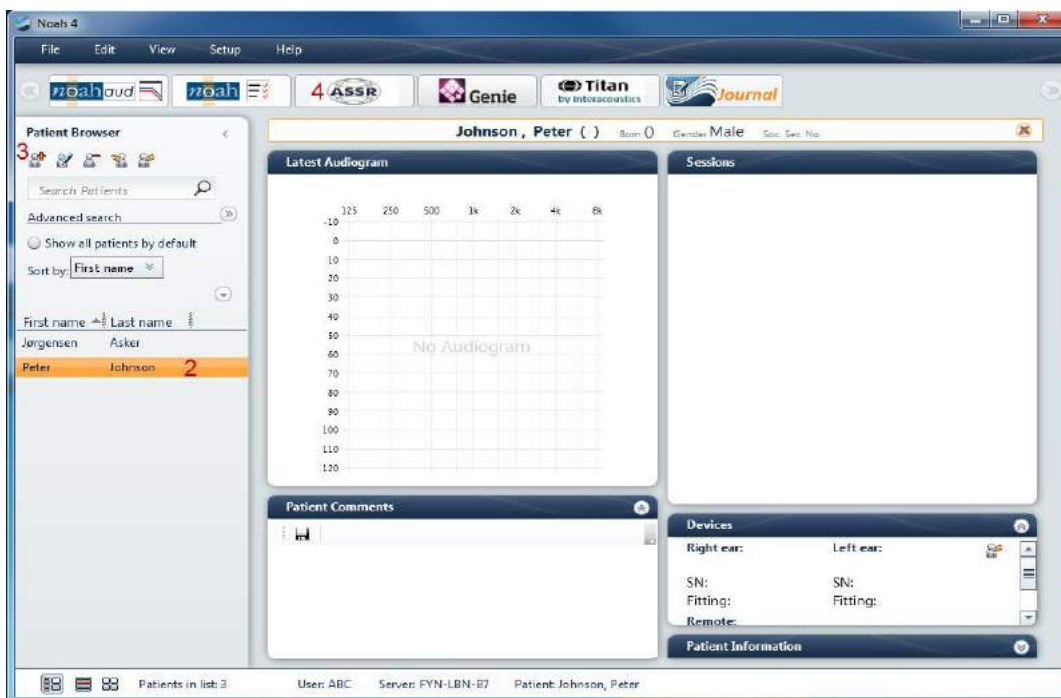 Noah 4
File Edit View Setup Help
noah aud noah 4 ASSR Genie Titan by Interacoustics Journal
Patient Browser
3
Search Patients
Advanced search
Show all patients by default
Sort by: First name
First name Last name
Jørgensen Asker
Peter Johnson 2
Johnson , Peter ( ) Born () Gender Male Soc. Sec. No.
Latest Audiogram
125 250 500 1k 2k 4k 8k
-10
0
10
20
30
40
50
60
70
80
90
100
110
120
No Audiogram
Sessions
Patient Comments
Devices
Right ear: Left ear:
SN: SN:
Fitting: Fitting:
Remote:
Patient Information
Patients in list: 3 User: ABC Server: FYN-LBN-B7 Patient: Johnson, Peter